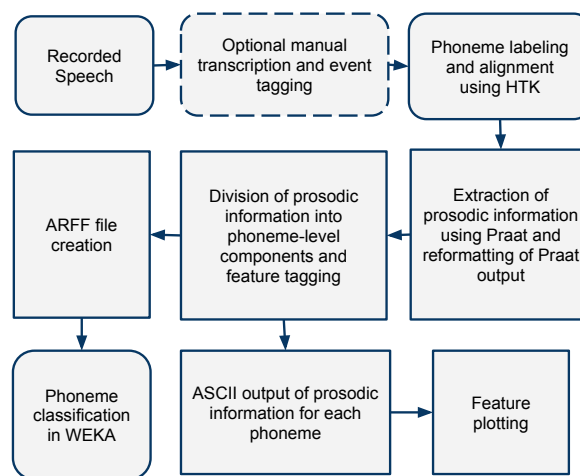 Recorded
Speech
Optional manual
transcription and event
tagging
Phoneme labeling
and alignment
using HTK
Extraction of
prosodic information
using Praat and
reformatting of Praat
output
Division of prosodic
information into
phoneme-level
components and
feature tagging
ARFF file
creation
Phoneme
classification
in WEKA
ASCII output of prosodic
information for each
phoneme
Feature
plotting